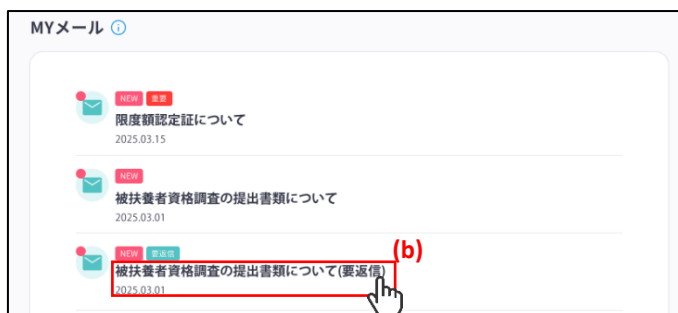 MYメール
NEW 重要
限度額認定証について
2025.03.15
NEW
被扶養者資格調査の提出書類について
2025.03.01
NEW 要返信
(b)
被扶養者資格調査の提出書類について(要返信)
2025.03.01